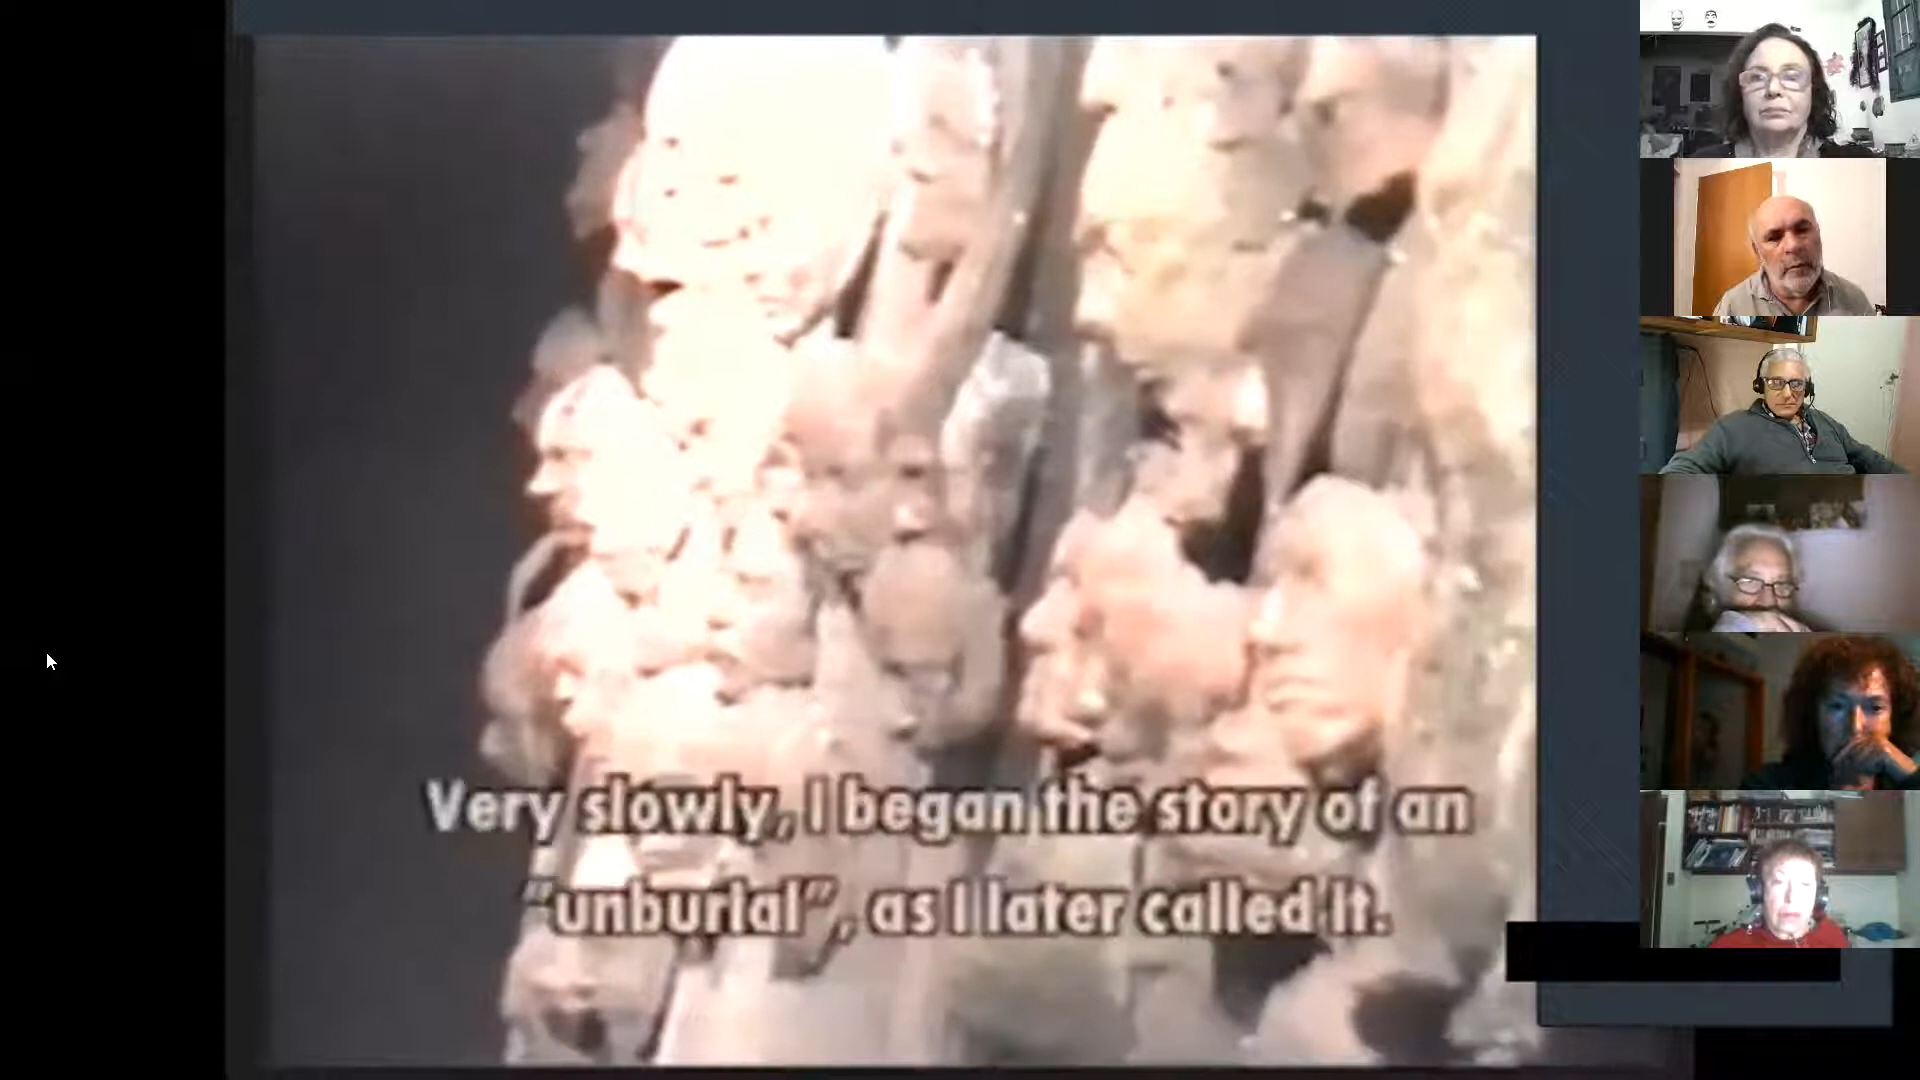 Very slowly, I began the story of an
"unburial", as I later called it.